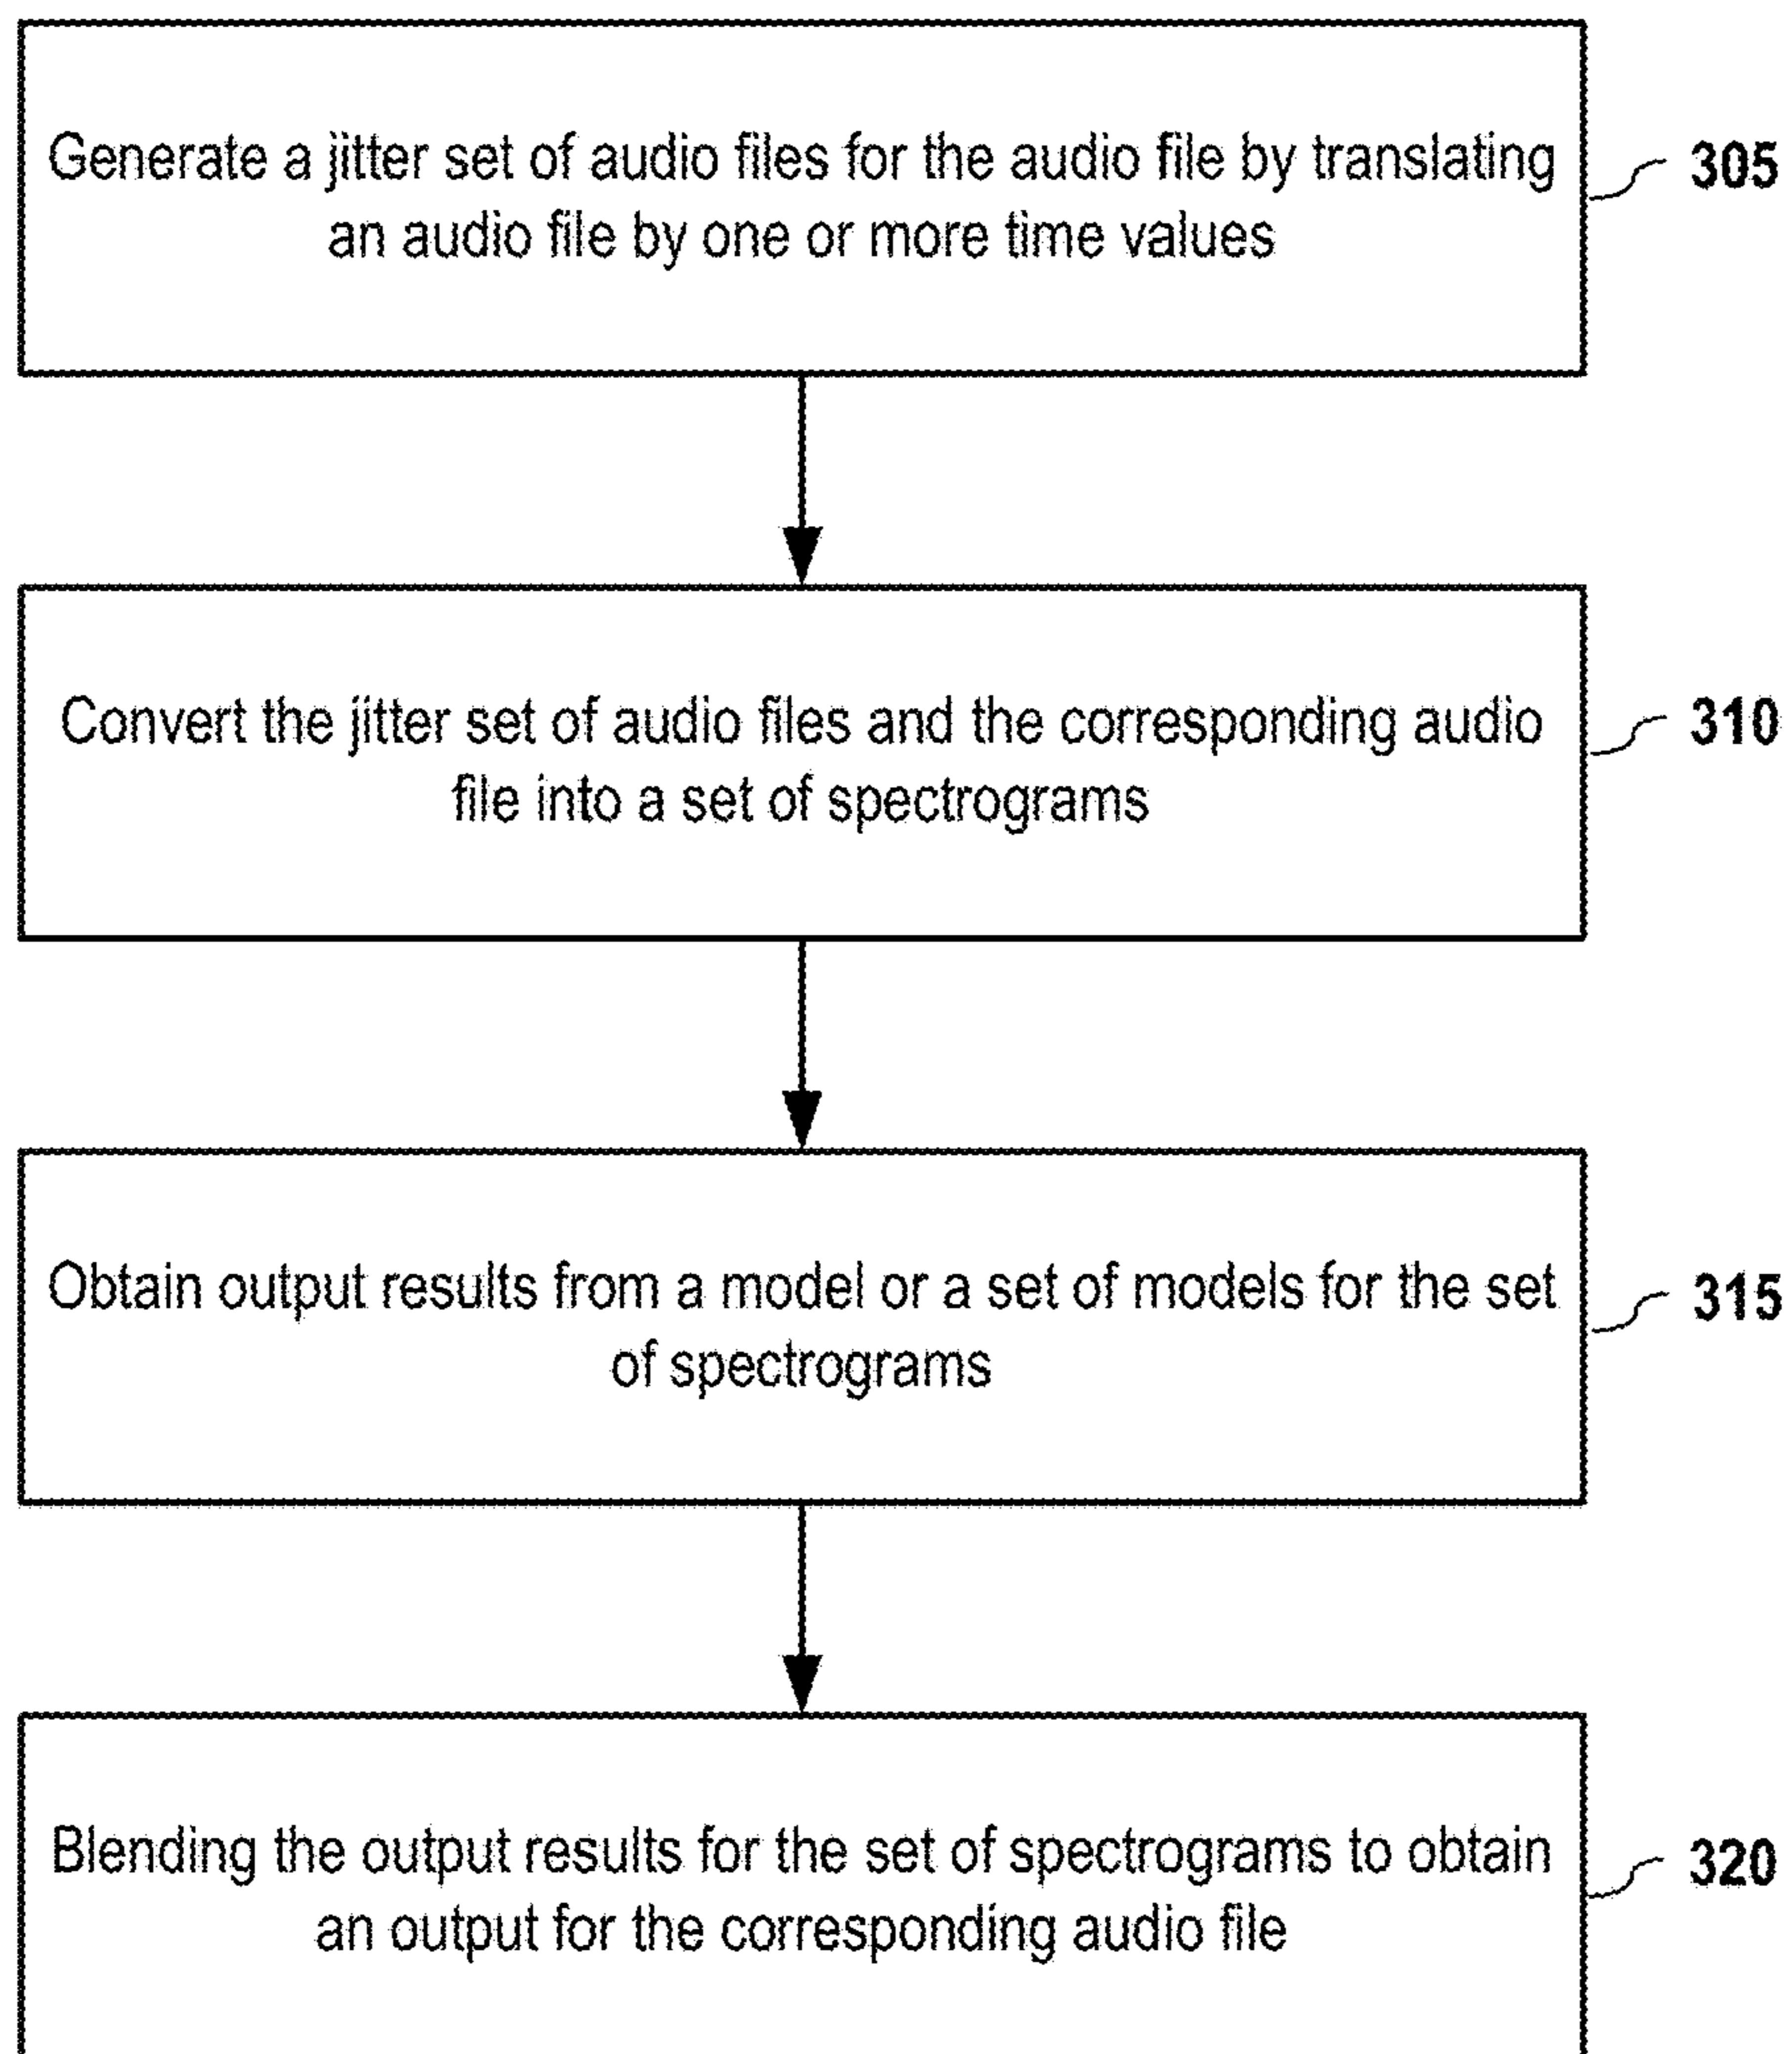 Generate a jitter set of audio files for the audio file by translating
an audio file by one or more time values
305
Convert the jitter set of audio files and the corresponding audio
file into a set of spectrograms
310
Obtain output results from a model or a set of models for the set
of spectrograms
315
Blending the output results for the set of spectrograms to obtain
an output for the corresponding audio file
320